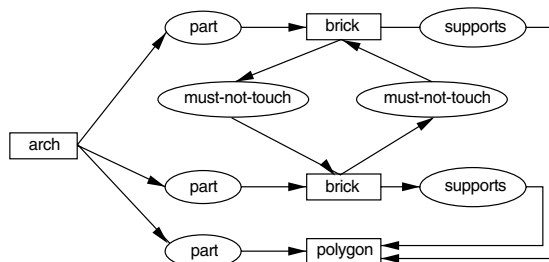 part brick supports
must-not-touch must-not-touch
arch
part brick supports
part polygon